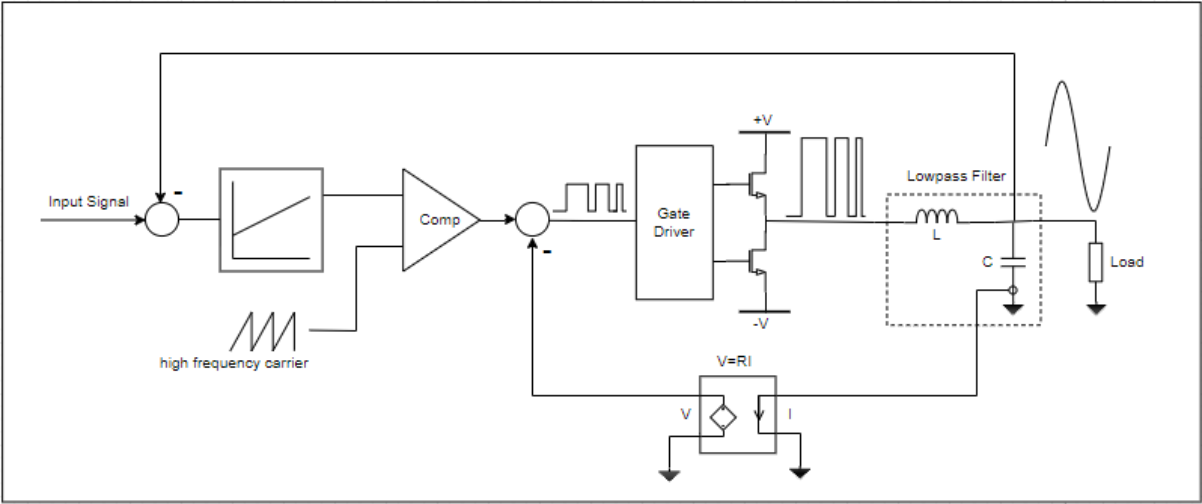 +V
Input Signal
-
Comp
-
Gate
Driver
Lowpass Filter
L
C
Load
-V
high frequency carrier
V=RI
V
I